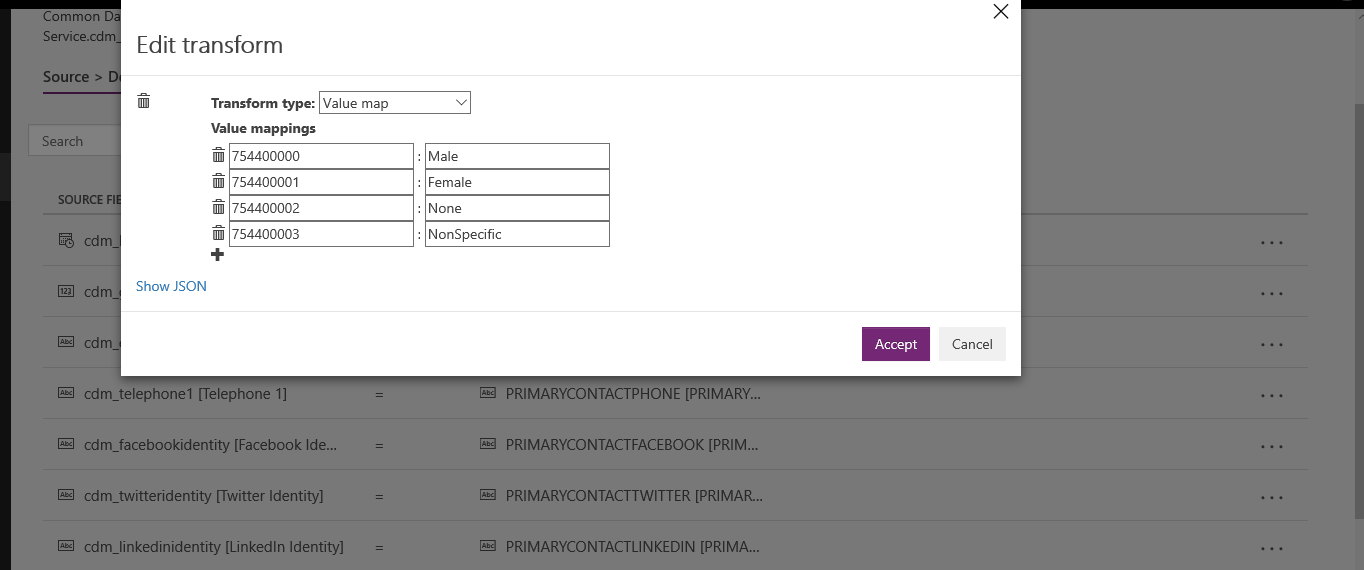 Common Da
Service.cdm_
Edit transform
Source > De
Transform type: Value map
Value mappings
Search
754400000 : Male
754400001 : Female
754400002 : None
754400003 : NonSpecific
SOURCE FIE
cdm_
Show JSON
cdm_
cdm_
Accept Cancel
cdm_telephone1 [Telephone 1] = PRIMARYCONTACTPHONE [PRIMARY...
cdm_facebookidentity [Facebook Ide... = PRIMARYCONTACTFACEBOOK [PRIM...
cdm_twitteridentity [Twitter Identity] = PRIMARYCONTACTTWITTER [PRIMAR...
cdm_linkedinidentity [LinkedIn Identity] = PRIMARYCONTACTLINKEDIN [PRIMA...